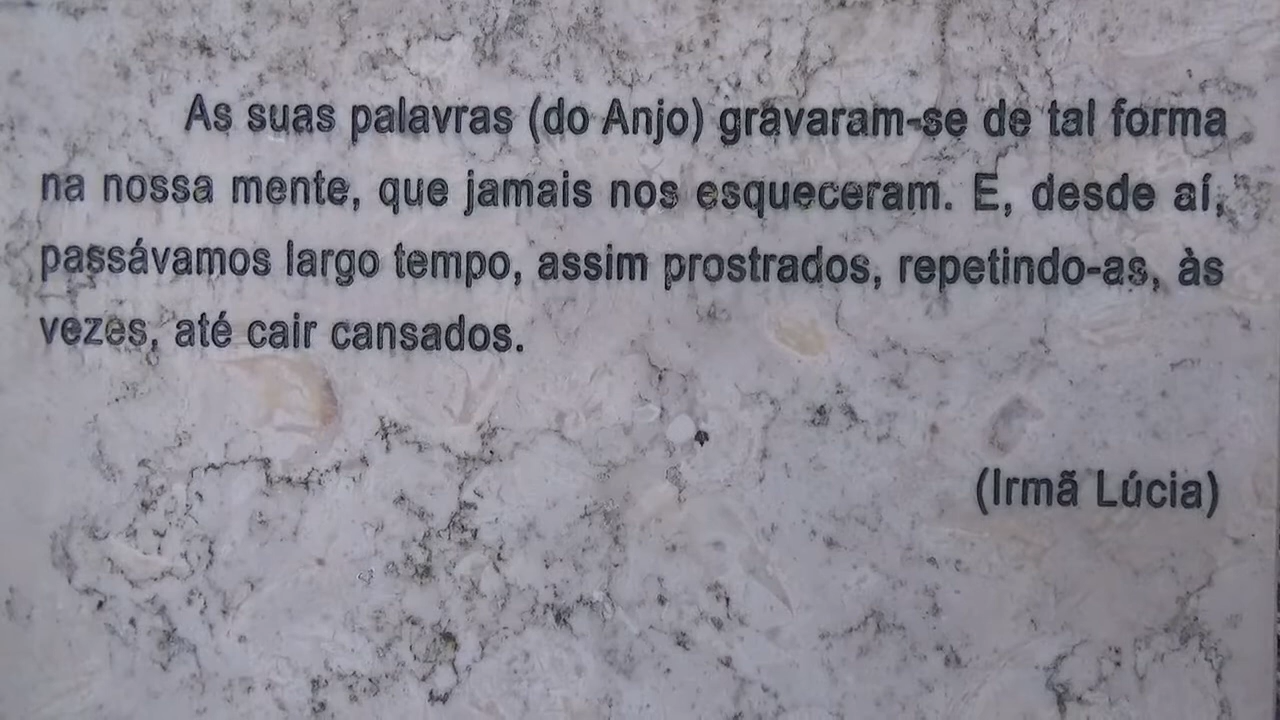 As suas palavras (do Anjo) gravaram-se de tal forma
na nossa mente, que jamais nos esqueceram. E, desde aí,
passávamos largo tempo, assim prostrados, repetindo-as, às
vezes, até cair cansados.
(Irmã Lúcia)